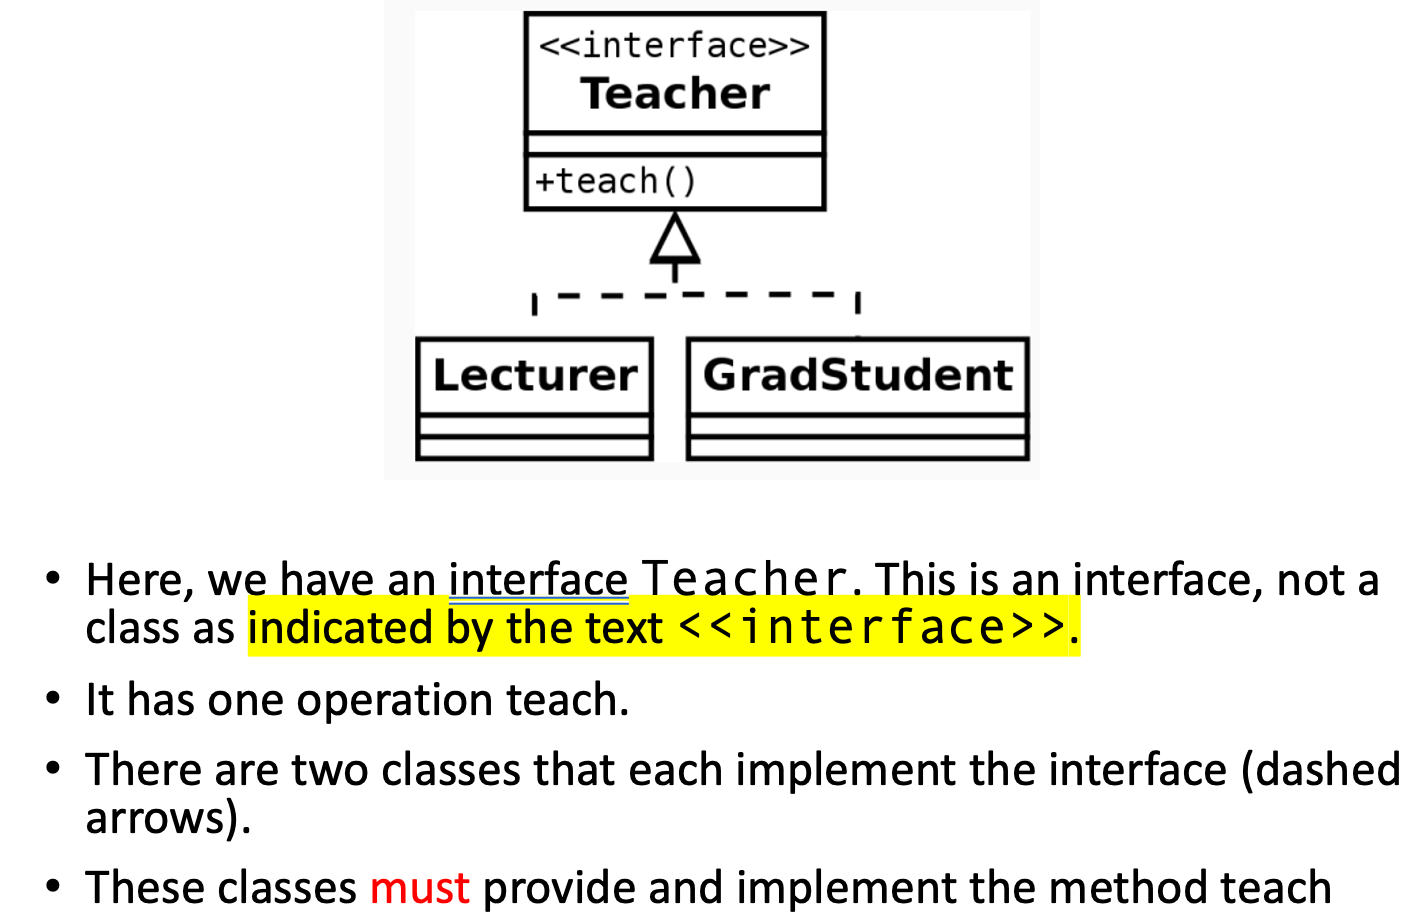 <<interface>>
Teacher
+teach()
Lecturer
GradStudent
• Here, we have an interface Teacher. This is an interface, not a
class as indicated by the text <<interface>>.
• It has one operation teach.
• There are two classes that each implement the interface (dashed
arrows).
• These classes must provide and implement the method teach